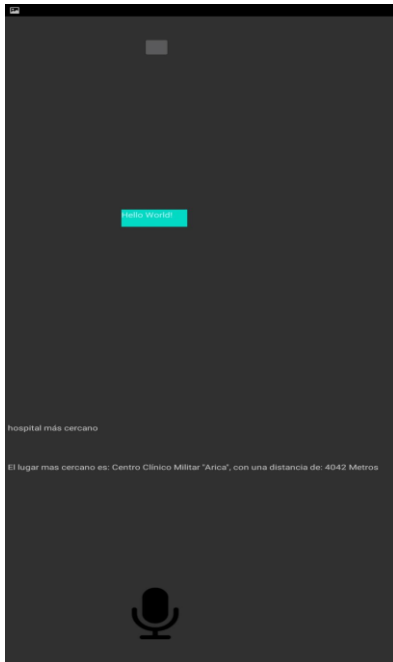 Hello World!
hospital más cercano
El lugar mas cercano es: Centro Clínico Militar "Arica", con una distancia de: 4042 Metros